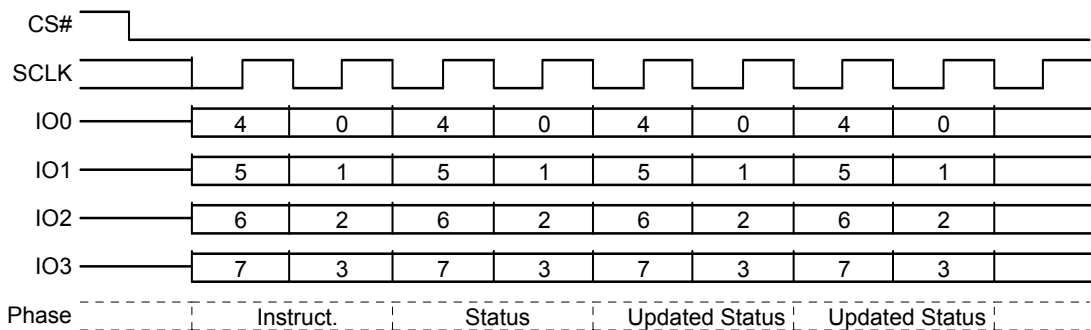 CS#
SCLK
IO0 4 0 4 0 4 0 4 0
IO1 5 1 5 1 5 1 5 1
IO2 6 2 6 2 6 2 6 2
IO3 7 3 7 3 7 3 7 3
Phase Instruct. Status Updated Status Updated Status